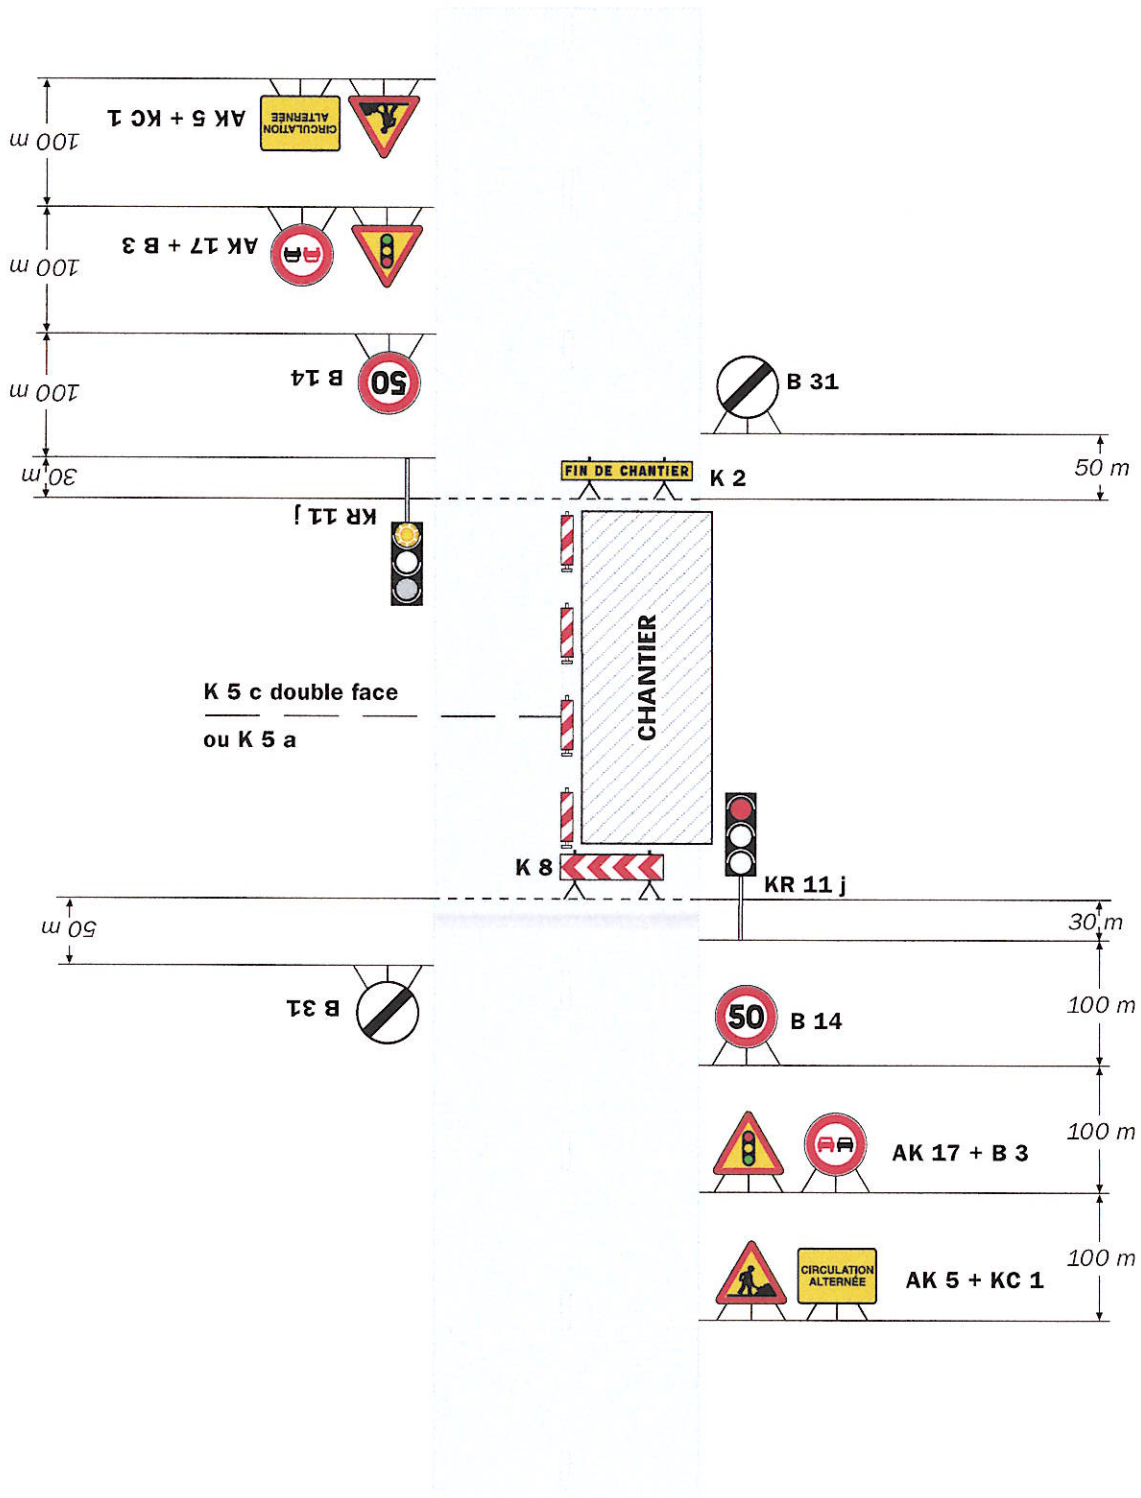 100 m
AK 5 + KC 1
CIRCULATION
ALTERNÉE
100 m
AK 17 + B 3
100 m
B 14
50
B 31
30 m
50 m
FIN DE CHANTIER
K 2
KR 11 j
CHANTIER
K 5 c double face
ou K 5 a
K 8
KR 11 j
50 m
30 m
B 31
50
B 14
100 m
AK 17 + B 3
100 m
CIRCULATION
ALTERNÉE
AK 5 + KC 1
100 m